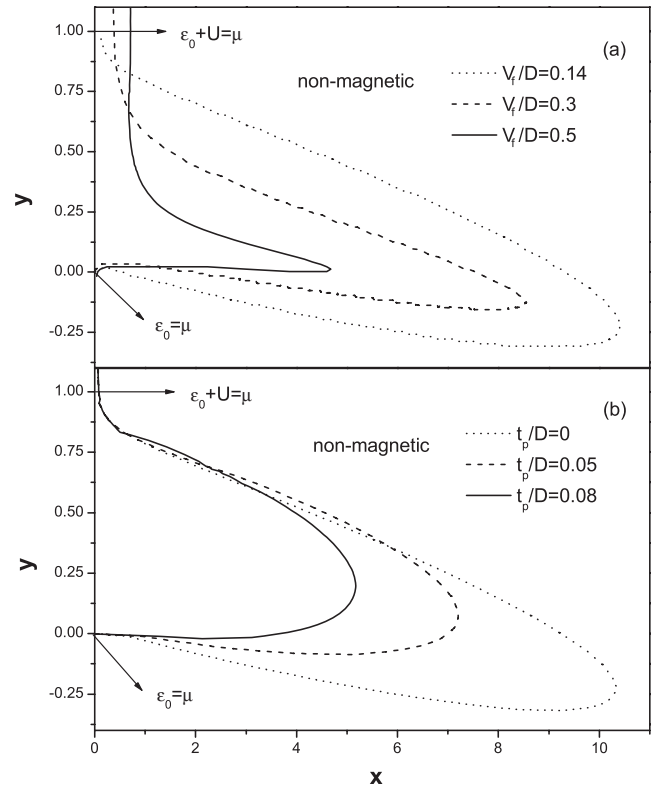 1.00
ε0+U=μ
(a)
non-magnetic
Vf/D=0.14
0.75
Vf/D=0.3
Vf/D=0.5
0.50
y
0.25
0.00
ε0=μ
-0.25
1.00
ε0+U=μ
(b)
non-magnetic
tp/D=0
0.75
tp/D=0.05
tp/D=0.08
0.50
y
0.25
0.00
ε0=μ
-0.25
0 2 4 6 8 10
x